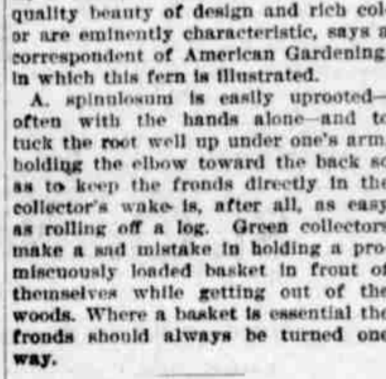 quality beauty of design and rich col-
or are eminently characteristic, says a
correspondent of American Gardening
in which this fern is illustrated.
A. spinulosum is easily uprooted—
often with the hands alone—and to
tuck the root well up under one's arm,
holding the elbow toward the back so
as to keep the fronds directly in the
collector's wake is, after all, as easy
as rolling off a log. Green collectors
make a sad mistake in holding a pro-
miscuously loaded basket in front of
themselves while getting out of the
woods. Where a basket is essential the
fronds should always be turned one
way.